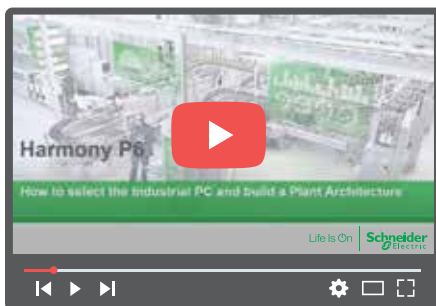 Harmony P6
How to select the Industrial PC and build a Plant Architecture
Life Is On Schneider
Electric